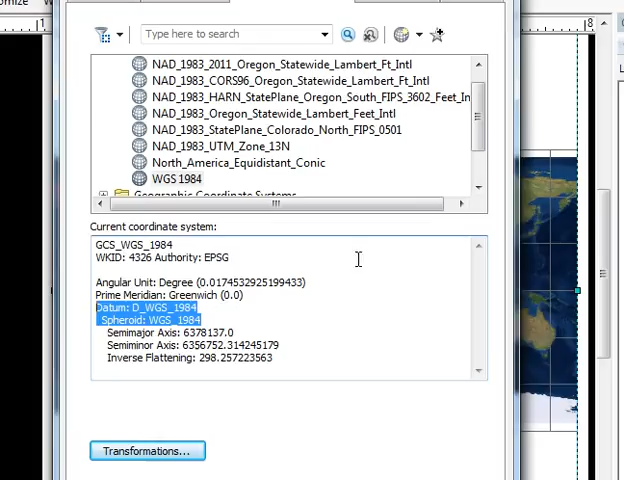 Type here to search
NAD_1983_2011_Oregon_Statewide_Lambert_Ft_Intl
NAD_1983_CORS96_Oregon_Statewide_Lambert_Ft_Intl
NAD_1983_HARN_StatePlane_Oregon_South_FIPS_3602_Feet_In
NAD_1983_Oregon_Statewide_Lambert_Feet_Intl
NAD_1983_StatePlane_Colorado_North_FIPS_0501
NAD_1983_UTM_Zone_13N
North_America_Equidistant_Conic
WGS 1984
Geographic Coordinate Systems
Current coordinate system:
GCS_WGS_1984
WKID: 4326 Authority: EPSG
Angular Unit: Degree (0.0174532925199433)
Prime Meridian: Greenwich (0.0)
Datum: D_WGS_1984
Spheroid: WGS_1984
Semimajor Axis: 6378137.0
Semiminor Axis: 6356752.314245179
Inverse Flattening: 298.257223563
Transformations...